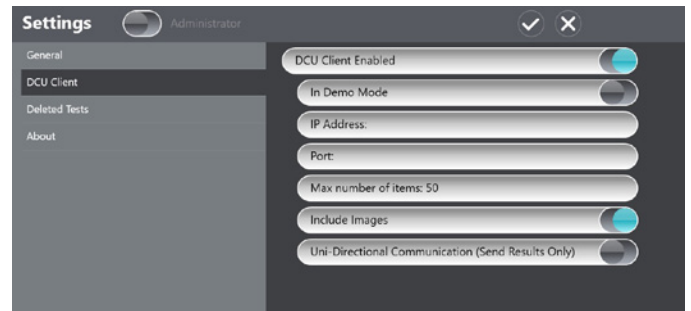 Settings
Administrator
General
DCU Client
Deleted Tests
About
DCU Client Enabled
In Demo Mode
IP Address:
Port:
Max number of items: 50
Include Images
Uni-Directional Communication (Send Results Only)